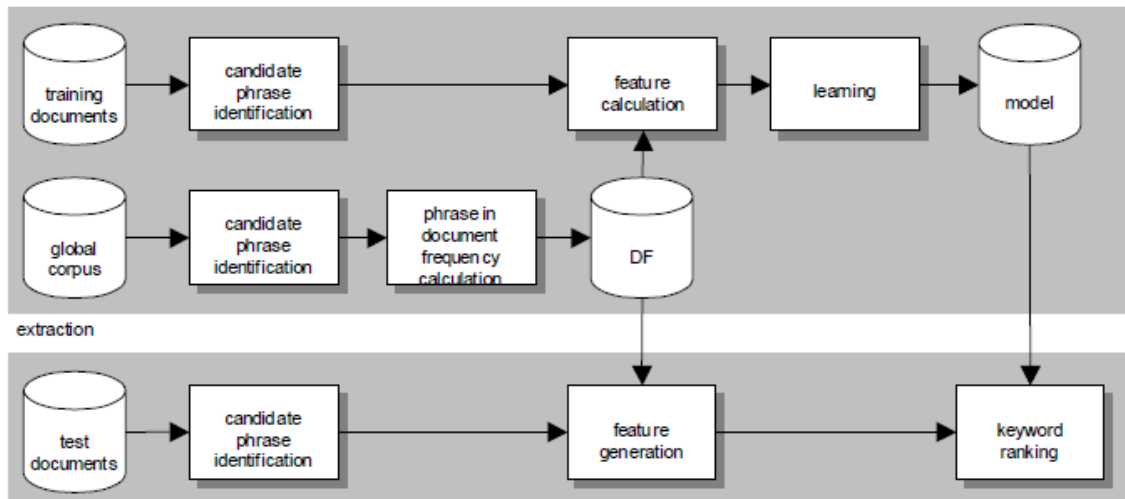 training
documents
candidate
phrase
identification
feature
calculation
learning
model
global
corpus
candidate
phrase
identification
phrase in
document
frequency
calculation
DF
extraction
test
documents
candidate
phrase
identification
feature
generation
keyword
ranking